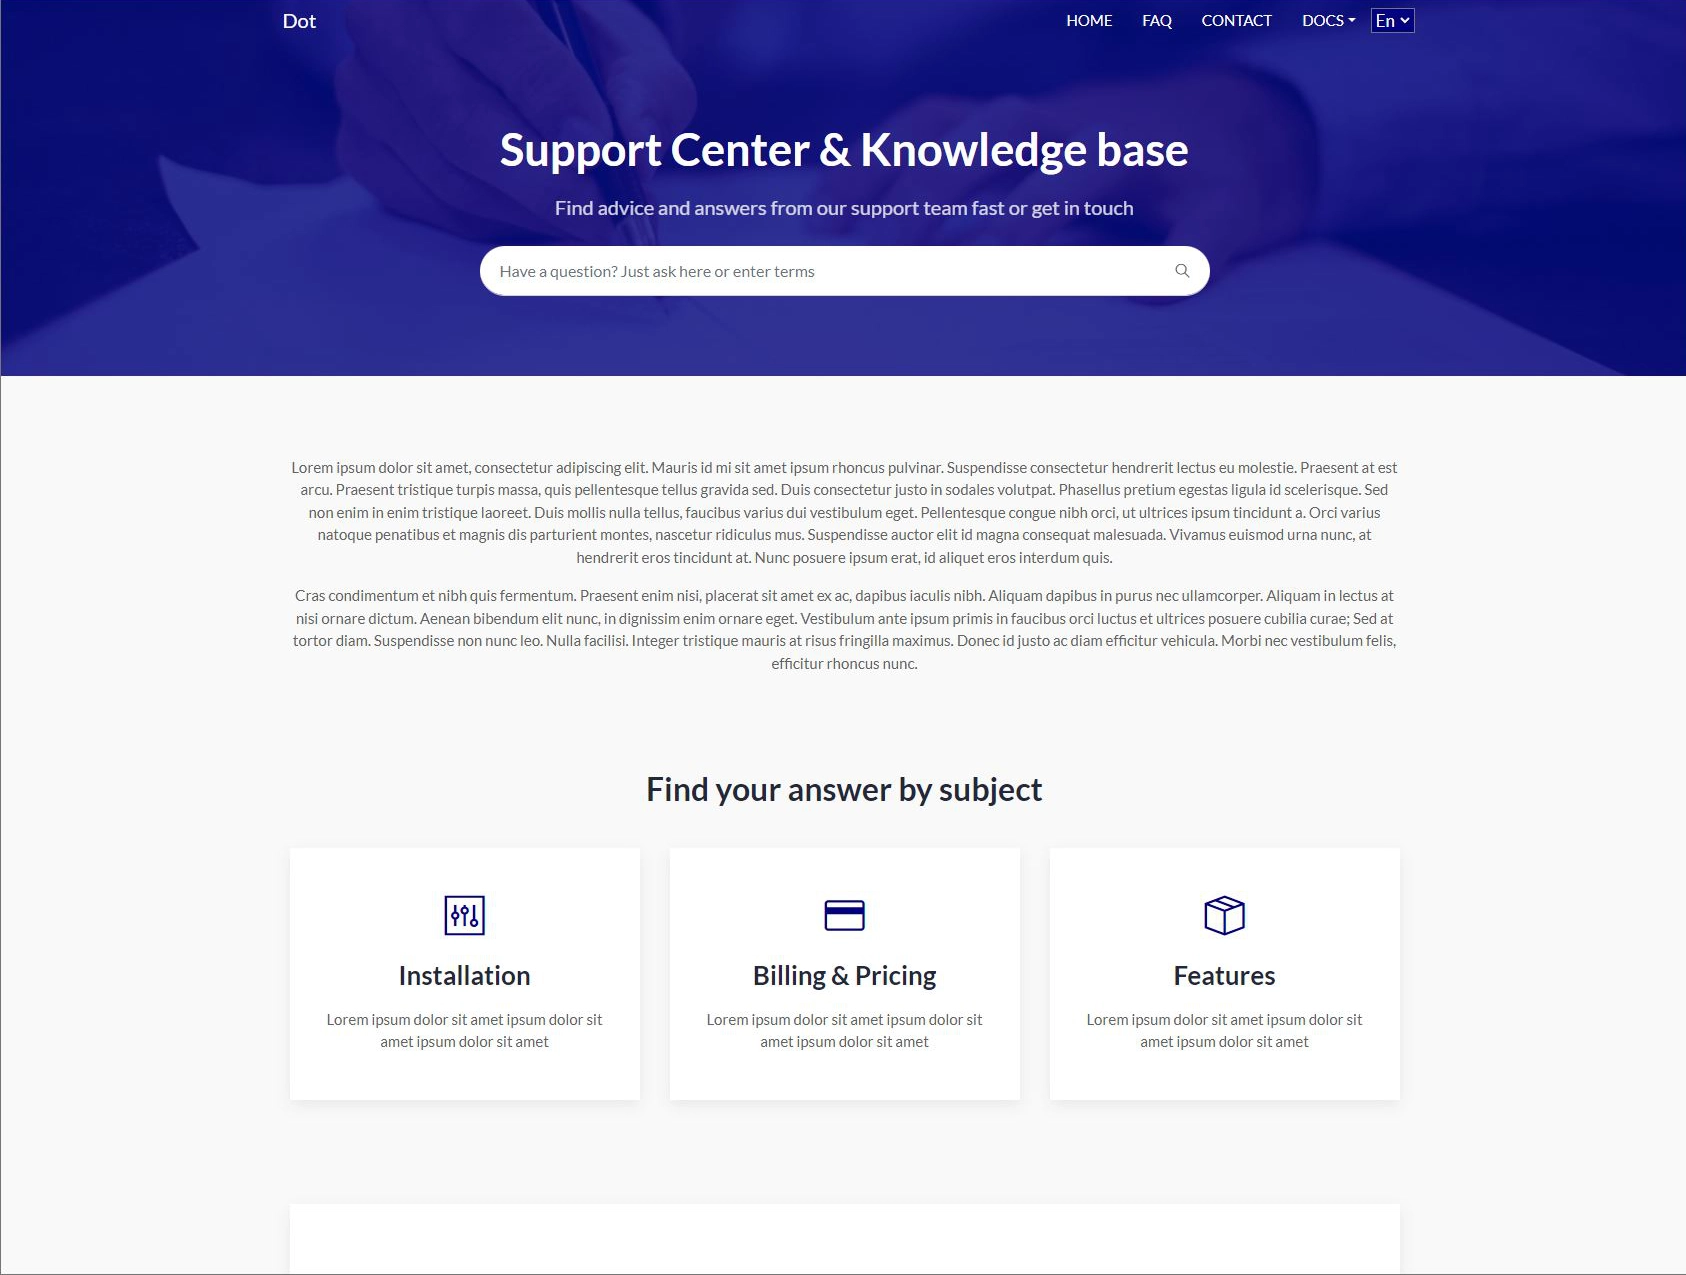 Dot
HOME FAQ CONTACT DOCS En
Support Center & Knowledge base
Find advice and answers from our support team fast or get in touch
Have a question? Just ask here or enter terms
Lorem ipsum dolor sit amet, consectetur adipiscing elit. Mauris id mi sit amet ipsum rhoncus pulvinar. Suspendisse consectetur hendrerit lectus eu molestie. Praesent at est
arcu. Praesent tristique turpis massa, quis pellentesque tellus gravida sed. Duis consectetur justo in sodales volutpat. Phasellus pretium egestas ligula id scelerisque. Sed
non enim in enim tristique laoreet. Duis mollis nulla tellus, faucibus varius dui vestibulum eget. Pellentesque congue nibh orci, ut ultrices ipsum tincidunt a. Orci varius
natoque penatibus et magnis dis parturient montes, nascetur ridiculus mus. Suspendisse auctor elit id magna consequat malesuada. Vivamus euismod urna nunc, at
hendrerit eros tincidunt at. Nunc posuere ipsum erat, id aliquet eros interdum quis.
Cras condimentum et nibh quis fermentum. Praesent enim nisi, placerat sit amet ex ac, dapibus iaculis nibh. Aliquam dapibus in purus nec ullamcorper. Aliquam in lectus at
nisi ornare dictum. Aenean bibendum elit nunc, in dignissim enim ornare eget. Vestibulum ante ipsum primis in faucibus orci luctus et ultrices posuere cubilia curae; Sed at
tortor diam. Suspendisse non nunc leo. Nulla facilisi. Integer tristique mauris at risus fringilla maximus. Donec id justo ac diam efficitur vehicula. Morbi nec vestibulum felis,
efficitur rhoncus nunc.
Find your answer by subject
Installation
Lorem ipsum dolor sit amet ipsum dolor sit
amet ipsum dolor sit amet
Billing & Pricing
Lorem ipsum dolor sit amet ipsum dolor sit
amet ipsum dolor sit amet
Features
Lorem ipsum dolor sit amet ipsum dolor sit
amet ipsum dolor sit amet